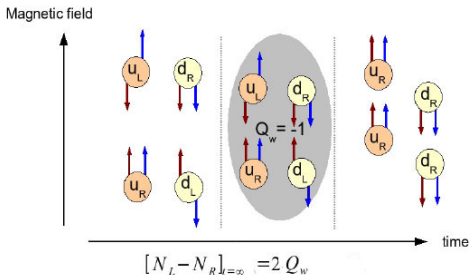 Magnetic field
u_L d_R u_L d_R u_R d_R
Q_w = -1
u_R d_L u_R d_L u_R d_R
time
[N_L - N_R]_{t=∞} = 2 Q_w